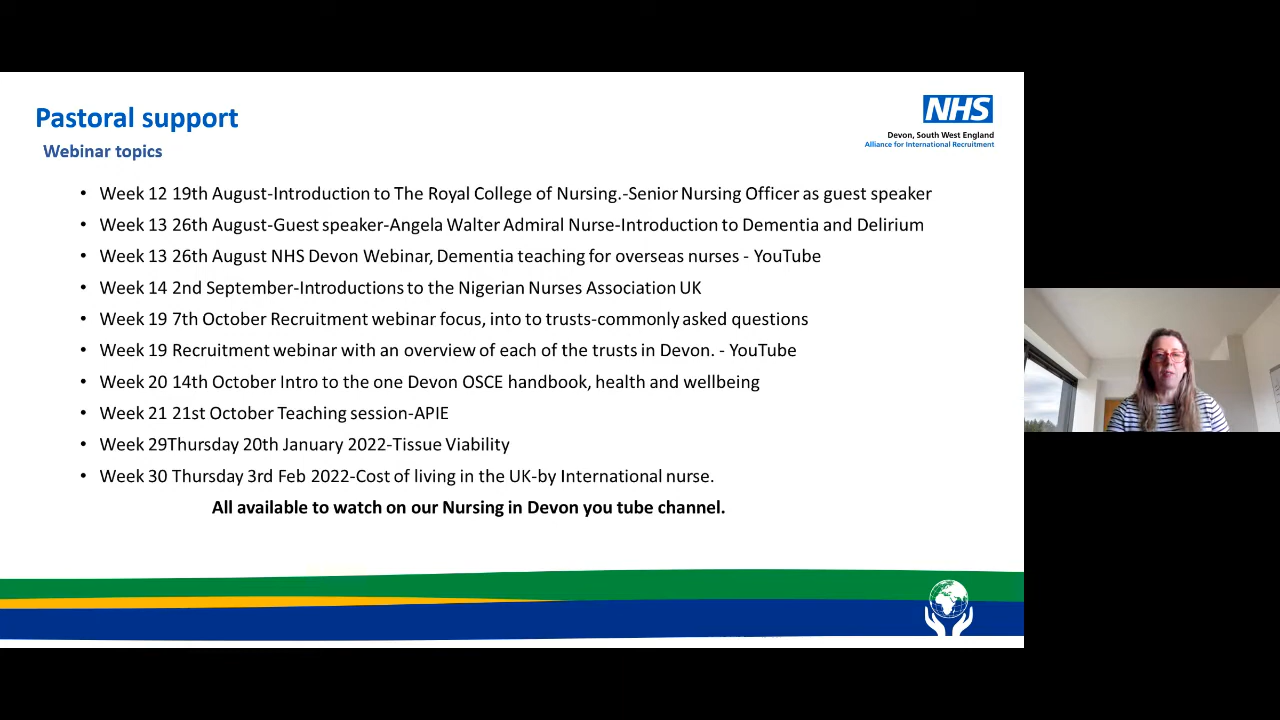 Pastoral support
Webinar topics
NHS
Devon, South West England
Alliance for International Recruitment
• Week 12 19th August-Introduction to The Royal College of Nursing.-Senior Nursing Officer as guest speaker
• Week 13 26th August-Guest speaker-Angela Walter Admiral Nurse-Introduction to Dementia and Delirium
• Week 13 26th August NHS Devon Webinar, Dementia teaching for overseas nurses - YouTube
• Week 14 2nd September-Introductions to the Nigerian Nurses Association UK
• Week 19 7th October Recruitment webinar focus, into to trusts-commonly asked questions
• Week 19 Recruitment webinar with an overview of each of the trusts in Devon. - YouTube
• Week 20 14th October Intro to the one Devon OSCE handbook, health and wellbeing
• Week 21 21st October Teaching session-APIE
• Week 29Thursday 20th January 2022-Tissue Viability
• Week 30 Thursday 3rd Feb 2022-Cost of living in the UK-by International nurse.
All available to watch on our Nursing in Devon you tube channel.